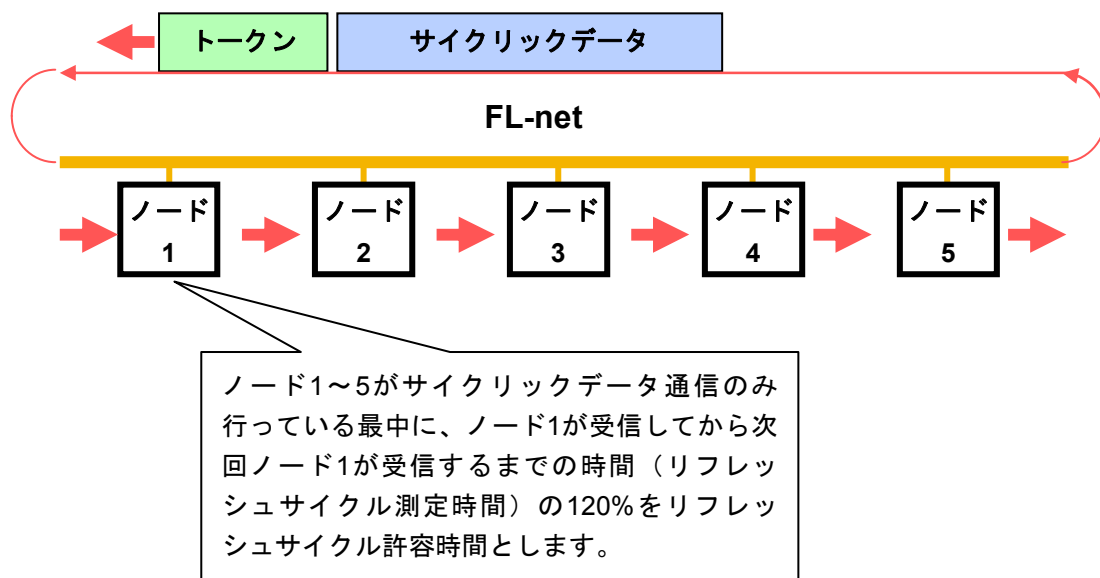 トークン
サイクリックデータ
FL-net
ノード
1
ノード
2
ノード
3
ノード
4
ノード
5
ノード1～5がサイクリックデータ通信のみ
行っている最中に、ノード1が受信してから次
回ノード1が受信するまでの時間（リフレッ
シュサイクル測定時間）の120%をリフレッ
シュサイクル許容時間とします。